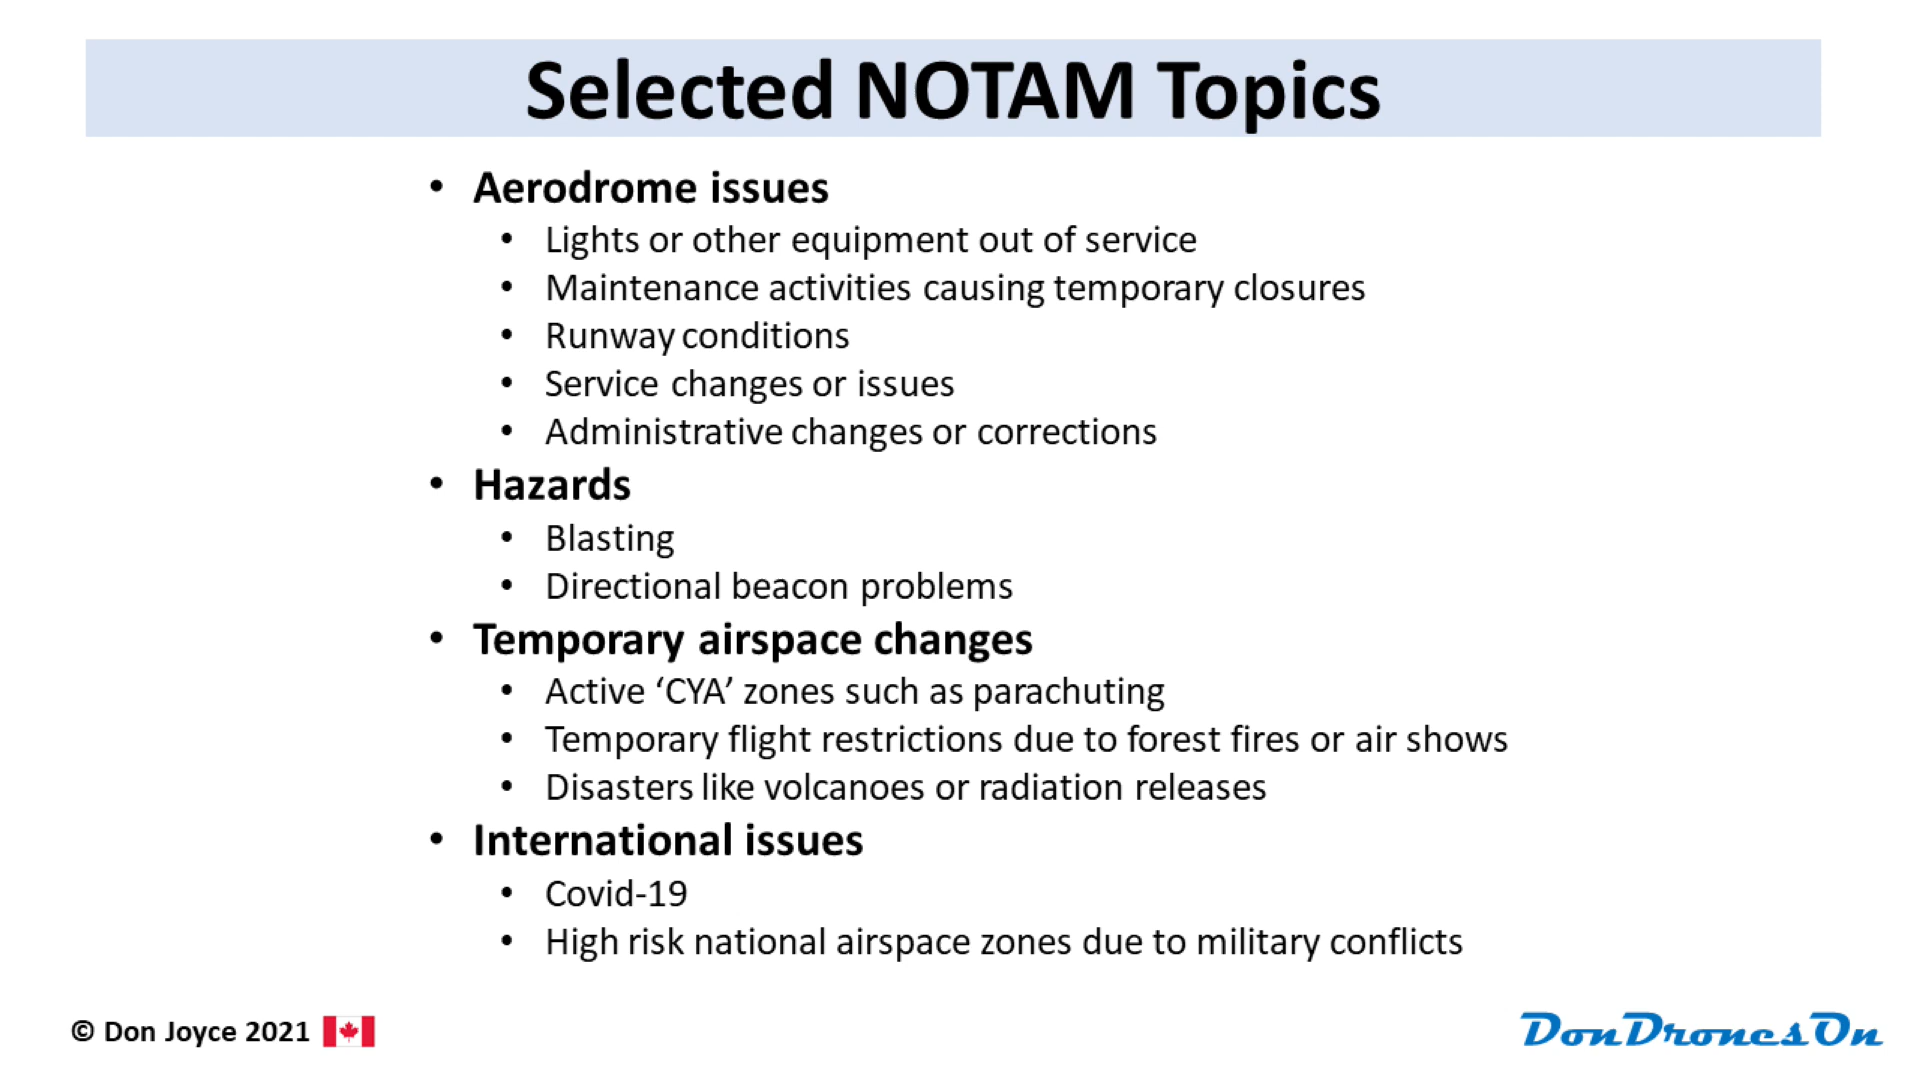 Selected NOTAM Topics
• Aerodrome issues
• Lights or other equipment out of service
• Maintenance activities causing temporary closures
• Runway conditions
• Service changes or issues
• Administrative changes or corrections
• Hazards
• Blasting
• Directional beacon problems
• Temporary airspace changes
• Active ‘CYA’ zones such as parachuting
• Temporary flight restrictions due to forest fires or air shows
• Disasters like volcanoes or radiation releases
• International issues
• Covid-19
• High risk national airspace zones due to military conflicts
© Don Joyce 2021
DonDronesOn